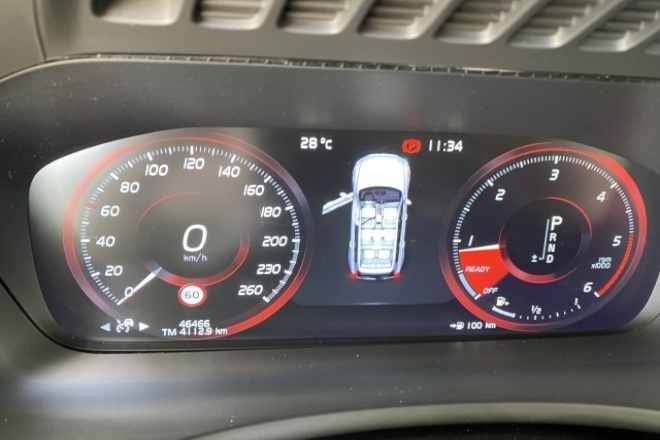 28°C
P 11:34
0 20 40 60 80 100 120 140 160 180 200 230 260
0
km/h
60
46466
TM 4112.9 km
OFF
READY
1 2 3 4 5 6
rpm
x1000
P
R
N
D
±
½
100 km